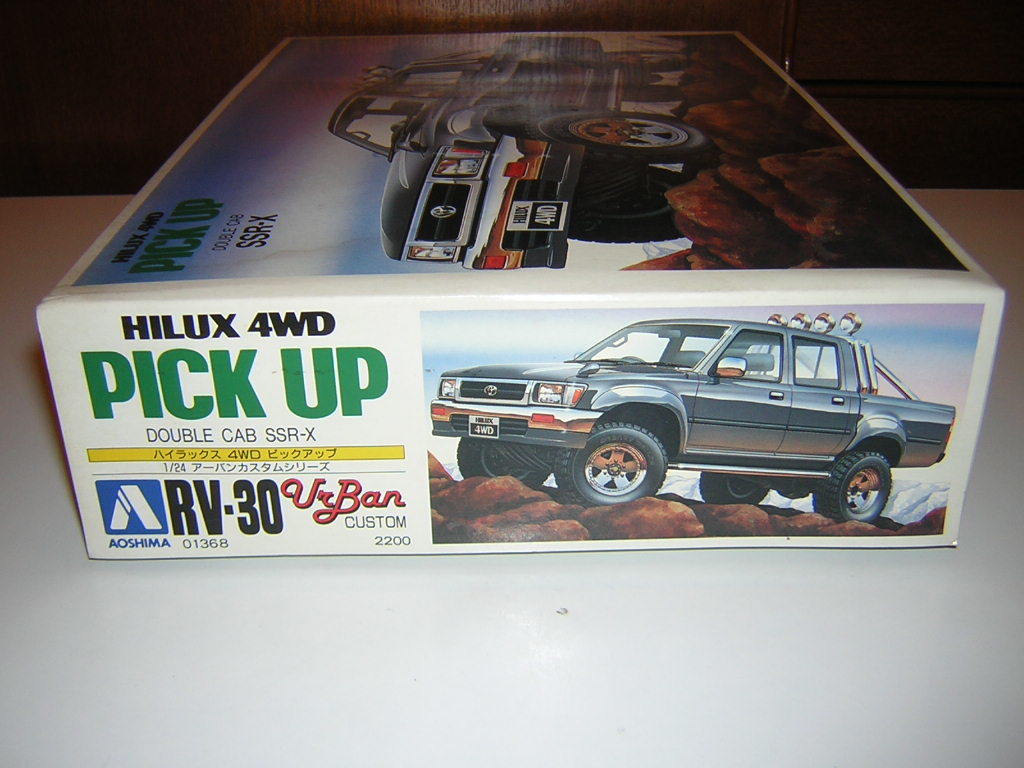 HILUX 4WD
PICK UP
DOUBLE CAB
SSR-X
HILUX
4WD
HILUX 4WD
PICK UP
DOUBLE CAB SSR-X
ハイラックス 4WD ピックアップ
1/24 アーバンカスタムシリーズ
RV-30 UrBan
CUSTOM
AOSHIMA 01368 2200
HILUX
4WD